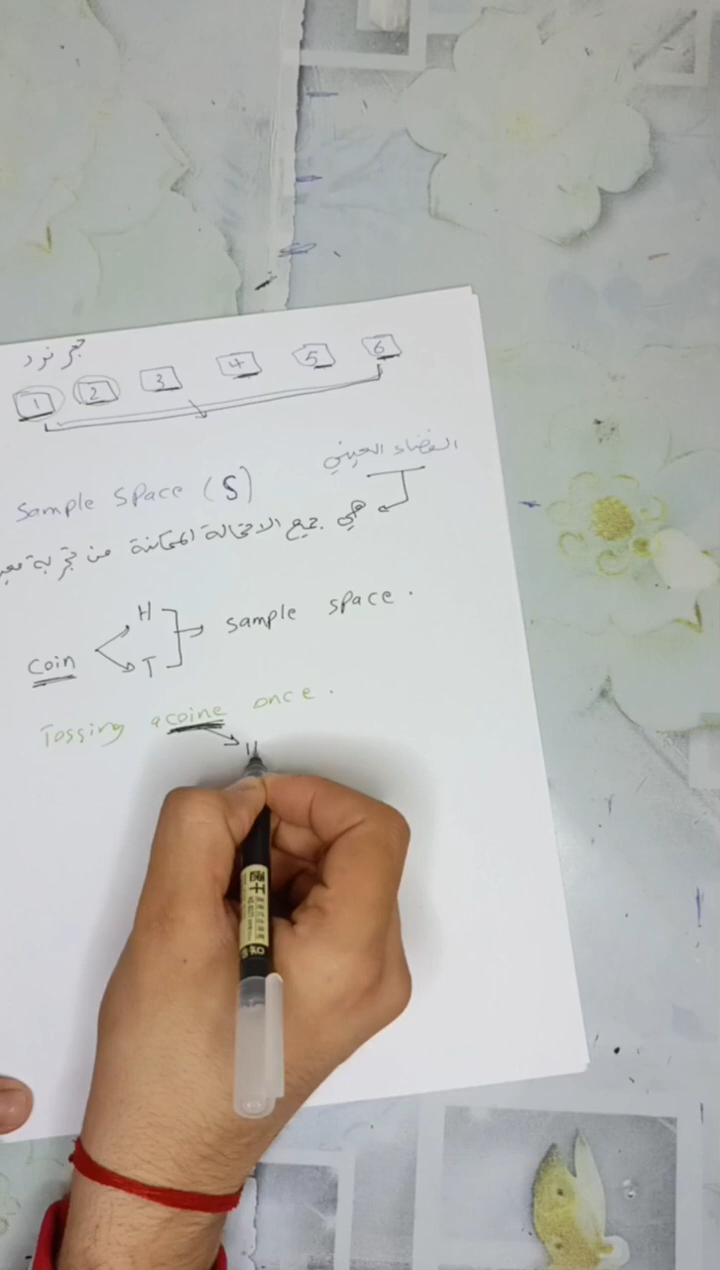 حجر نرد
1 2 3 4 5 6
الفضاء العيني
Sample Space (S)
هي جميع الاحتمالة الممكنة من تجربة
H
Coin
T
sample space.
Tossing a coine once.
H